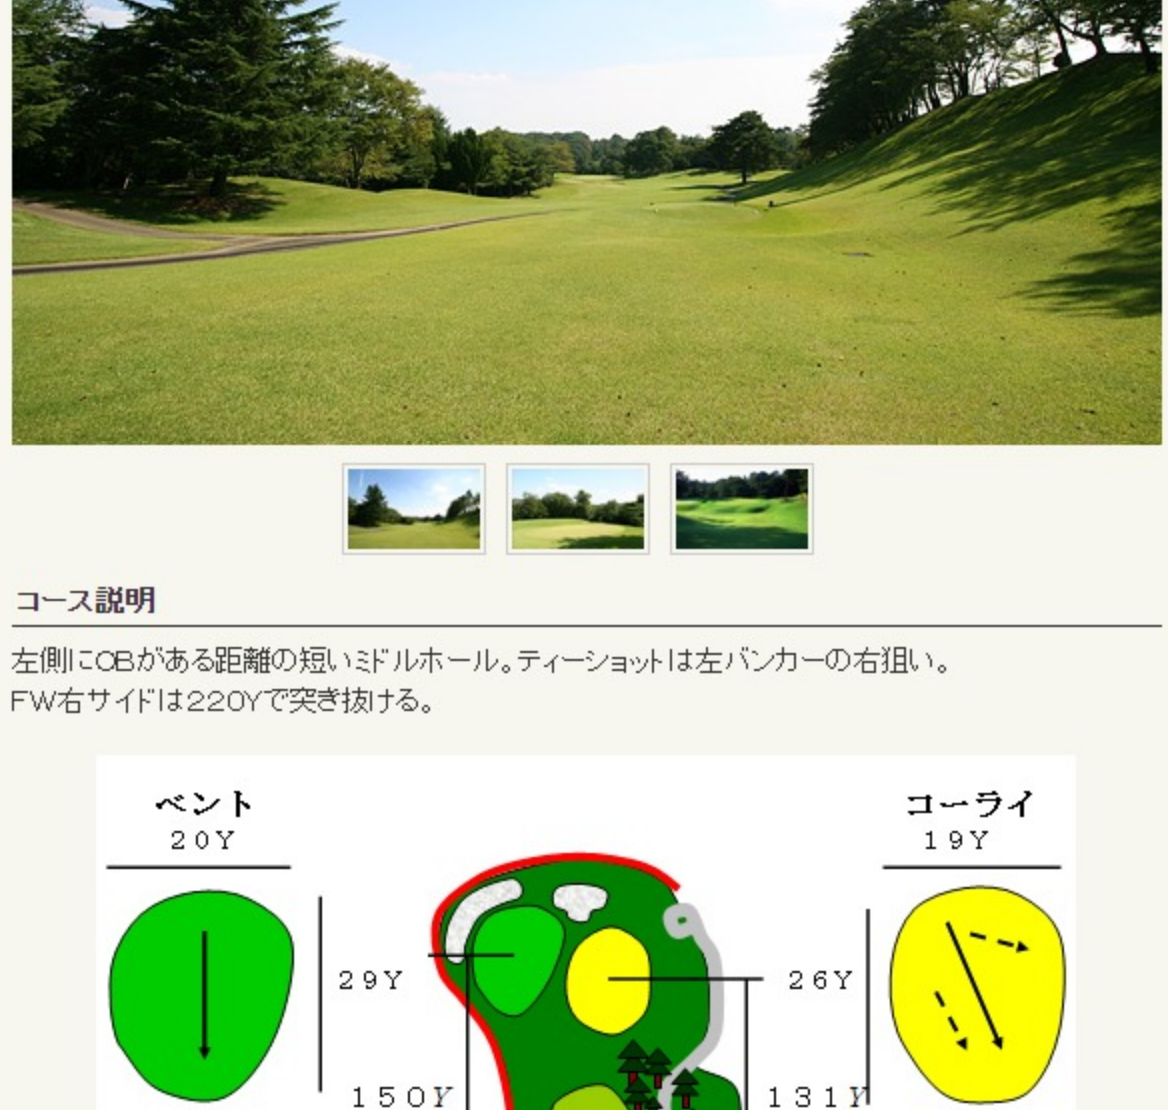 コース説明
左側にOBがある距離の短いミドルホール。ティーショットは左バンカーの右狙い。
FW右サイドは220Yで突き抜ける。
ベント
20Y
コーライ
19Y
29Y
26Y
150Y
131Y